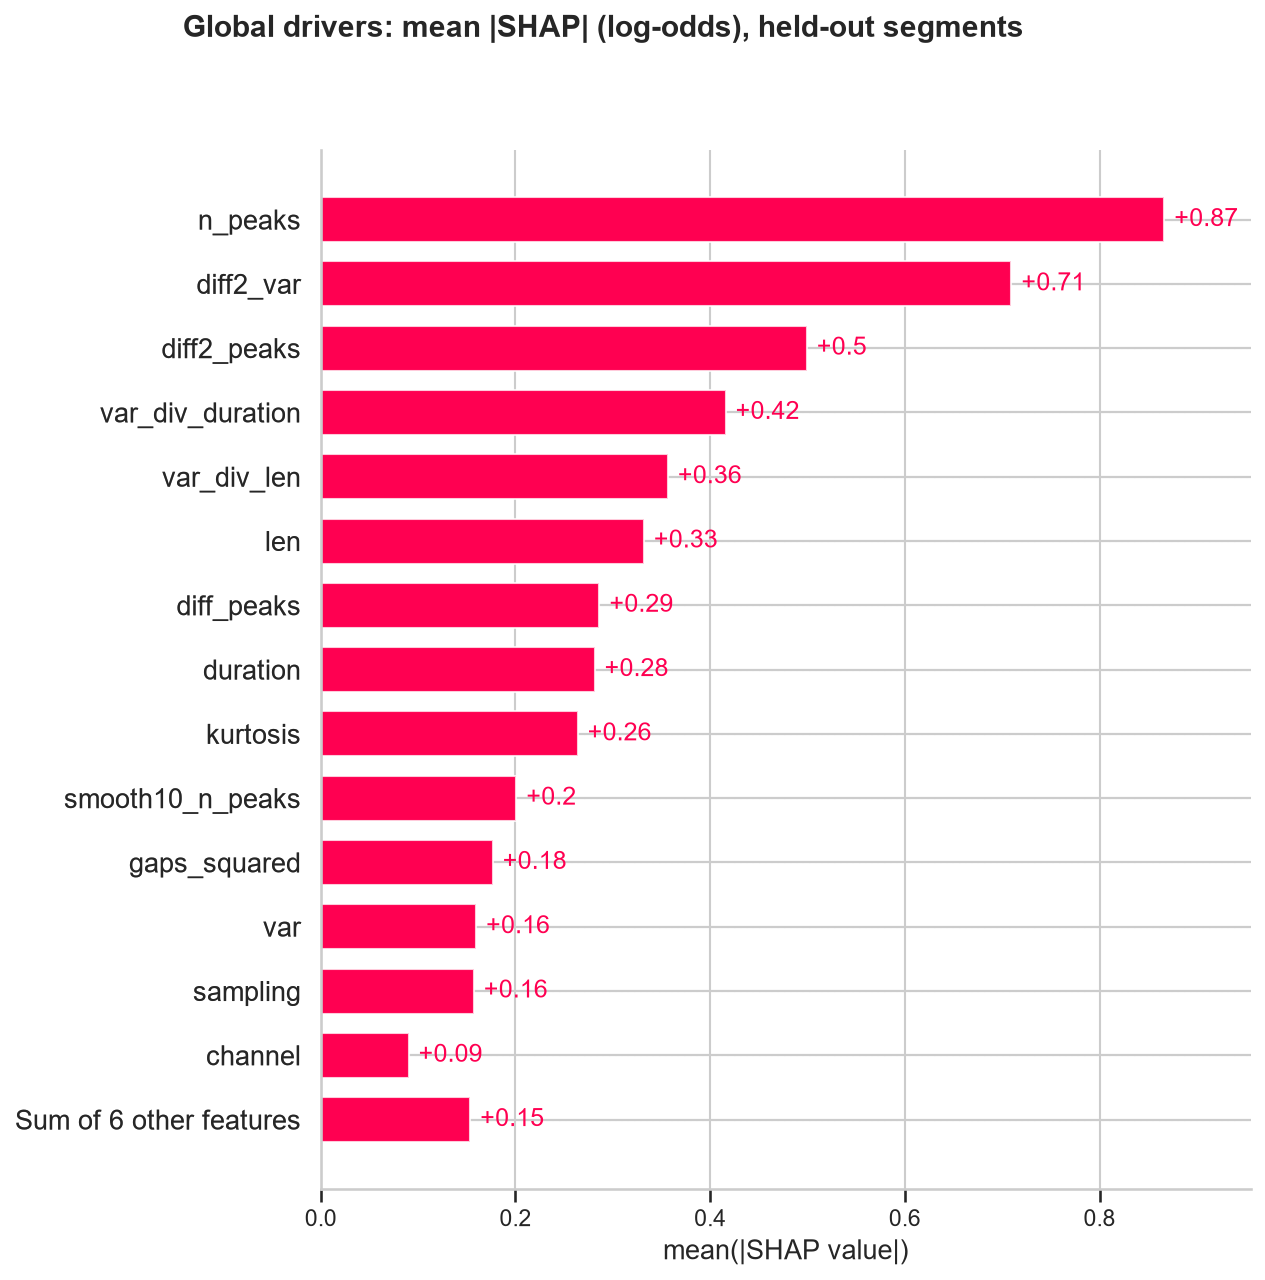 Global drivers: mean |SHAP| (log-odds), held-out segments
n_peaks +0.87
diff2_var +0.71
diff2_peaks +0.5
var_div_duration +0.42
var_div_len +0.36
len +0.33
diff_peaks +0.29
duration +0.28
kurtosis +0.26
smooth10_n_peaks +0.2
gaps_squared +0.18
var +0.16
sampling +0.16
channel +0.09
Sum of 6 other features +0.15
0.0 0.2 0.4 0.6 0.8
mean(|SHAP value|)